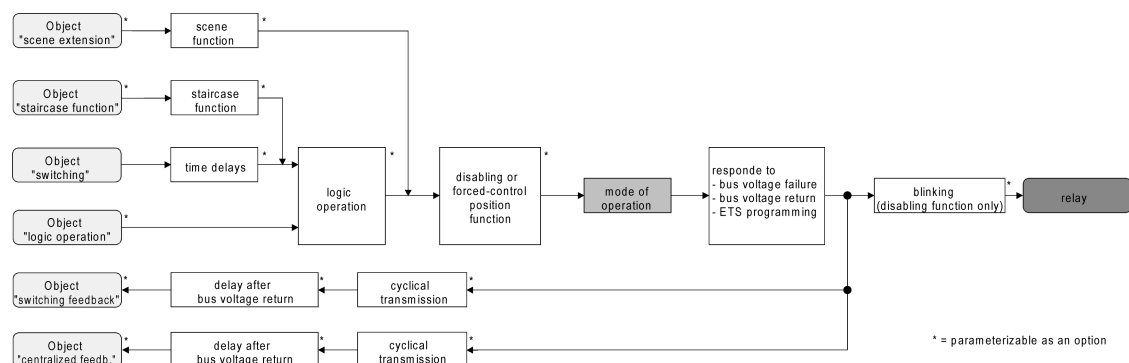 Object
"scene extension"
*
scene
function
*
Object
"staircase function"
*
staircase
function
*
Object
"switching"
time delays
*
logic
operation
*
disabling or
forced-control
position
function
*
mode of
operation
responde to
- bus voltage failure
- bus voltage return
- ETS programming
blinking
(disabling function only)
*
relay
Object
"logic operation"
*
Object
"switching feedback"
*
delay after
bus voltage return
*
cyclical
transmission
*
Object
"centralized feedb."
*
delay after
bus voltage return
*
cyclical
transmission
*
* = parameterizable as an option